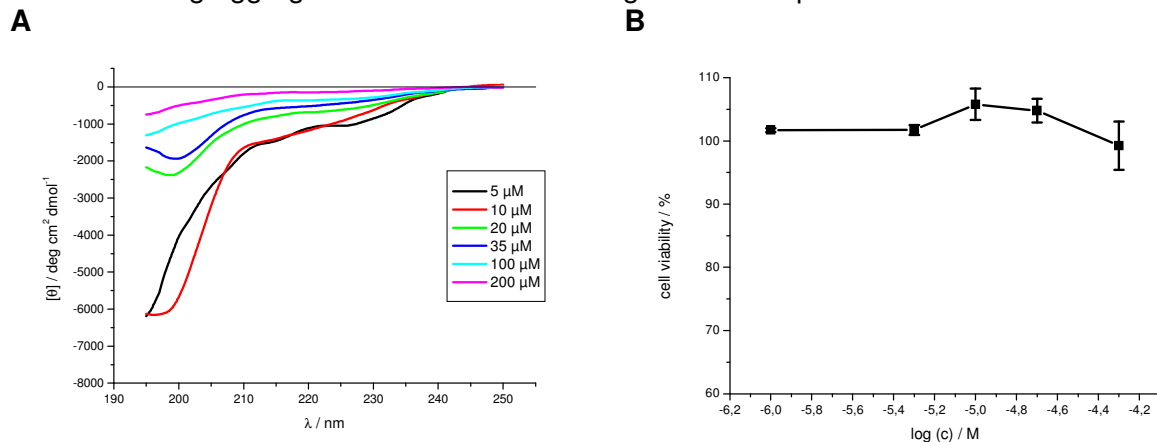 A
B
0
-1000
-2000
-3000
-4000
-5000
-6000
-7000
-8000
190 200 210 220 230 240 250
λ / nm
[θ] / deg cm² dmol⁻¹
5 µM
10 µM
20 µM
35 µM
100 µM
200 µM
110
100
90
80
70
60
-6,2 -6,0 -5,8 -5,6 -5,4 -5,2 -5,0 -4,8 -4,6 -4,4 -4,2
log (c) / M
cell viability / %